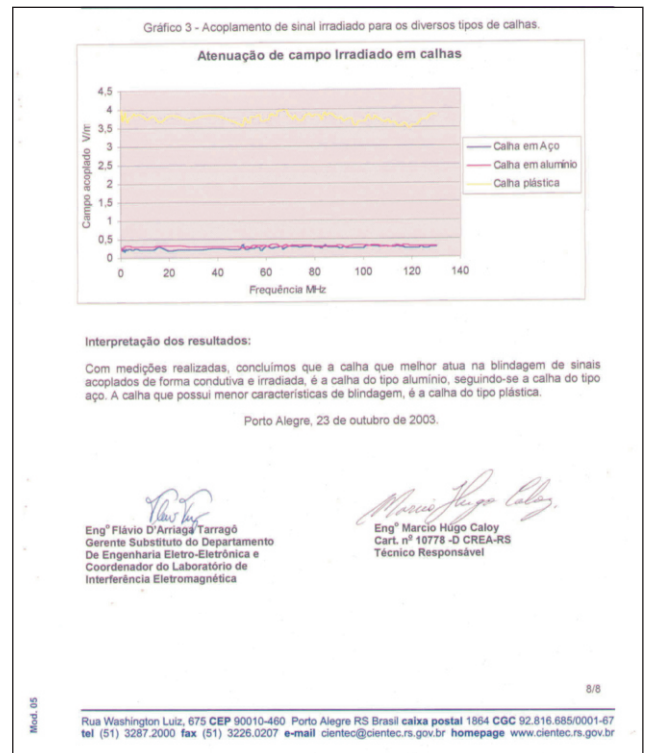 Gráfico 3 - Acoplamento de sinal irradiado para os diversos tipos de calhas.
Atenuação de campo Irradiado em calhas
4,5
4
3,5
3
2,5
2
1,5
1
0,5
0
Campo acoplado V/m
0 20 40 60 80 100 120 140
Frequência MHz
Calha em Aço
Calha em alumínio
Calha plástica
Interpretação dos resultados:
Com medições realizadas, concluímos que a calha que melhor atua na blindagem de sinais
acoplados de forma condutiva e irradiada, é a calha do tipo alumínio, seguindo-se a calha do tipo
aço. A calha que possui menor características de blindagem, é a calha do tipo plástica.
Porto Alegre, 23 de outubro de 2003.
Marcio Hugo Caloy
Engº Flávio D'Arriaga Tarragô
Gerente Substituto do Departamento
De Engenharia Eletro-Eletrônica e
Coordenador do Laboratório de
Interferência Eletromagnética
Engº Marcio Hugo Caloy
Cart. nº 10778 -D CREA-RS
Técnico Responsável
8/8
Mod. 05
Rua Washington Luiz, 675 CEP 90010-460 Porto Alegre RS Brasil caixa postal 1864 CGC 92.816.685/0001-67
tel (51) 3287.2000 fax (51) 3226.0207 e-mail cientec@cientec.rs.gov.br homepage www.cientec.rs.gov.br